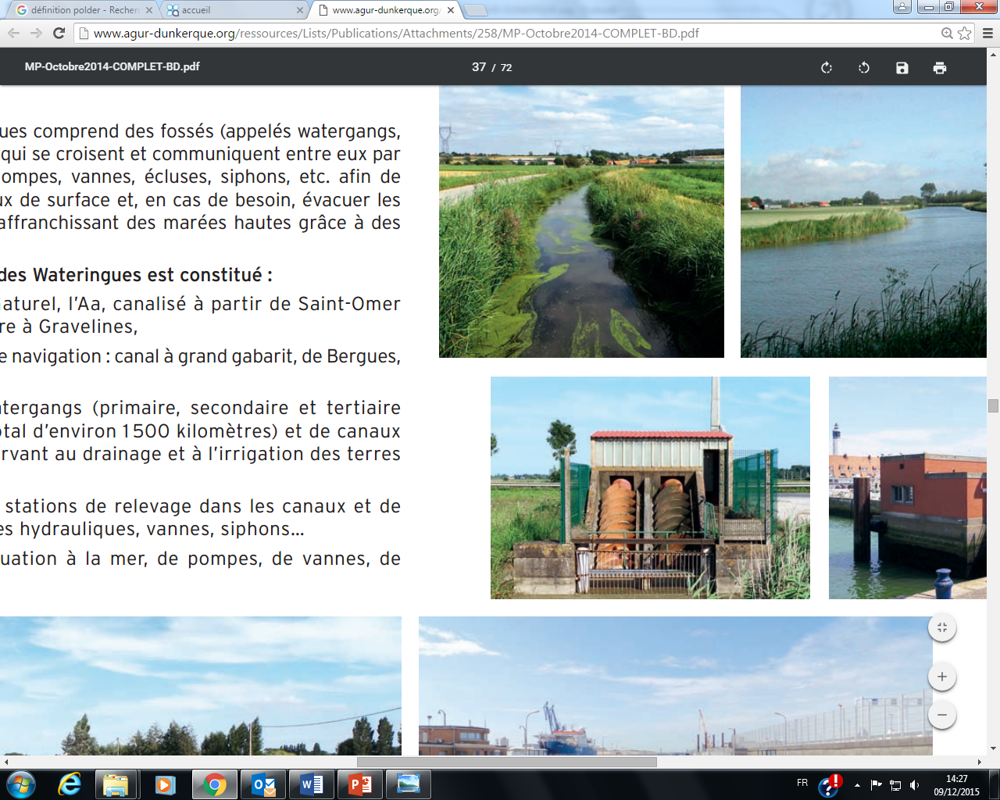 définition polder - Recher
accueil
www.agur-dunkerque.org/
www.agur-dunkerque.org/ressources/Lists/Publications/Attachments/258/MP-Octobre2014-COMPLET-BD.pdf
MP-Octobre2014-COMPLET-BD.pdf
37 / 72
ues comprend des fossés (appelés watergangs,
qui se croisent et communiquent entre eux par
ompes, vannes, écluses, siphons, etc. afin de
ux de surface et, en cas de besoin, évacuer les
affranchissant des marées hautes grâce à des
des Wateringues est constitué :
naturel, l'Aa, canalisé à partir de Saint-Omer
re à Gravelines,
e navigation : canal à grand gabarit, de Bergues,
atergangs (primaire, secondaire et tertiaire
otal d'environ 1 500 kilomètres) et de canaux
ervant au drainage et à l'irrigation des terres
stations de relevage dans les canaux et de
es hydrauliques, vannes, siphons...
uation à la mer, de pompes, de vannes, de
FR
14:27
09/12/2015